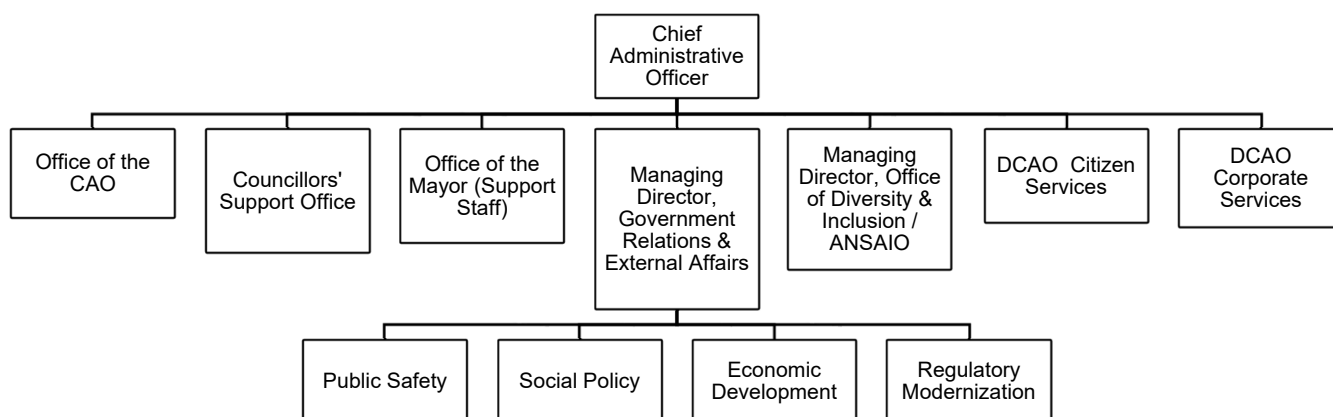 Chief
Administrative
Officer
Office of the
CAO
Councillors'
Support Office
Office of the
Mayor (Support
Staff)
Managing
Director,
Government
Relations &
External Affairs
Managing
Director, Office
of Diversity &
Inclusion /
ANSAIO
DCAO  Citizen
Services
DCAO
Corporate
Services
Public Safety
Social Policy
Economic
Development
Regulatory
Modernization